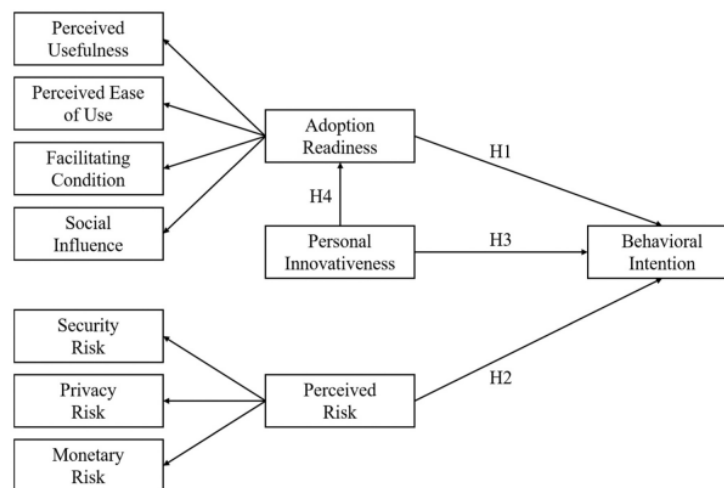 Perceived
Usefulness
Perceived Ease
of Use
Facilitating
Condition
Social
Influence
Adoption
Readiness
H1
H4
Personal
Innovativeness
H3
Behavioral
Intention
Security
Risk
Privacy
Risk
Monetary
Risk
Perceived
Risk
H2